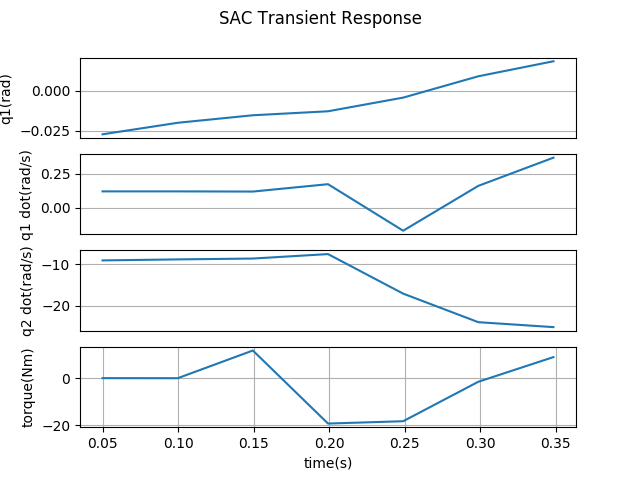 SAC Transient Response
q1(rad)
0.000
−0.025
q1 dot(rad/s)
0.25
0.00
q2 dot(rad/s)
−10
−20
torque(Nm)
0
−20
0.05 0.10 0.15 0.20 0.25 0.30 0.35
time(s)